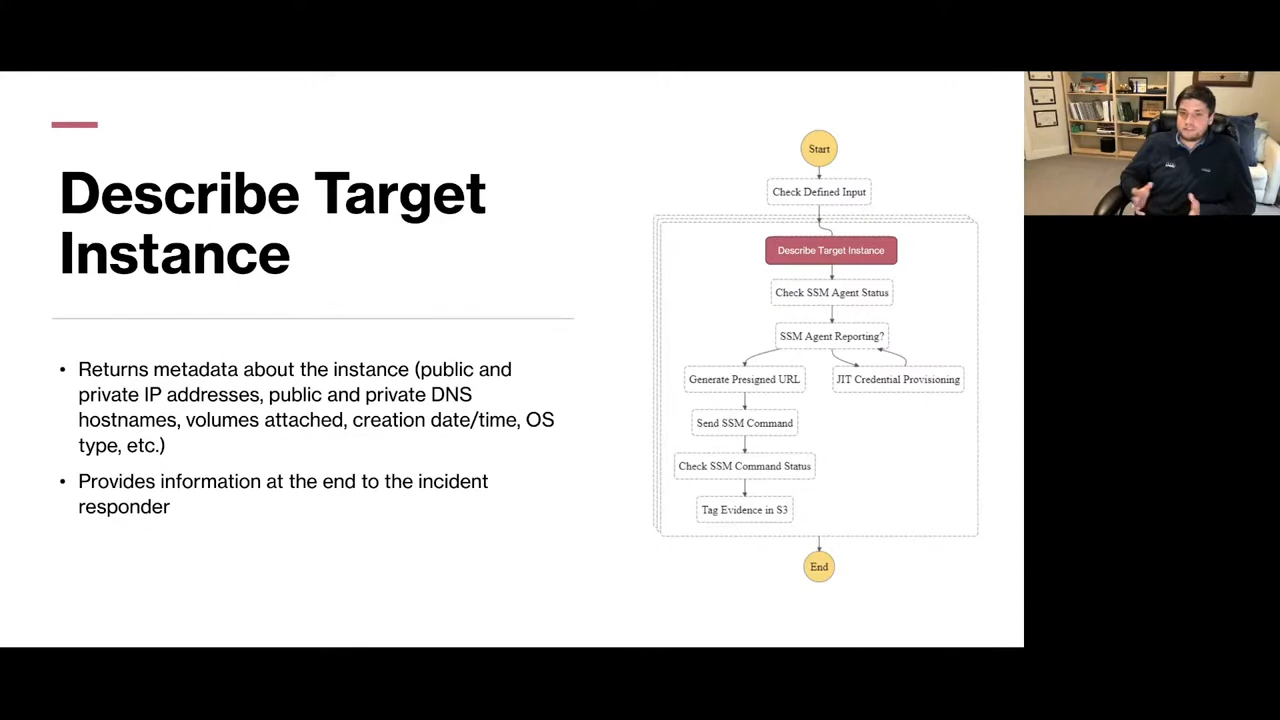 Describe Target
Instance
• Returns metadata about the instance (public and
private IP addresses, public and private DNS
hostnames, volumes attached, creation date/time, OS
type, etc.)
• Provides information at the end to the incident
responder
Start
Check Defined Input
Describe Target Instance
Check SSM Agent Status
SSM Agent Reporting?
Generate Presigned URL
JIT Credential Provisioning
Send SSM Command
Check SSM Command Status
Tag Evidence in S3
End